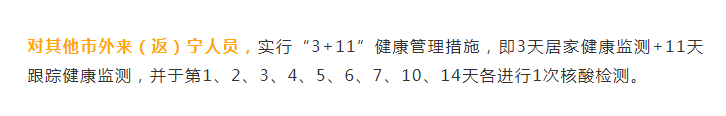 对其他市外来（返）宁人员，实行“3+11”健康管理措施，即3天居家健康监测+11天
跟踪健康监测，并于第1、2、3、4、5、6、7、10、14天各进行1次核酸检测。